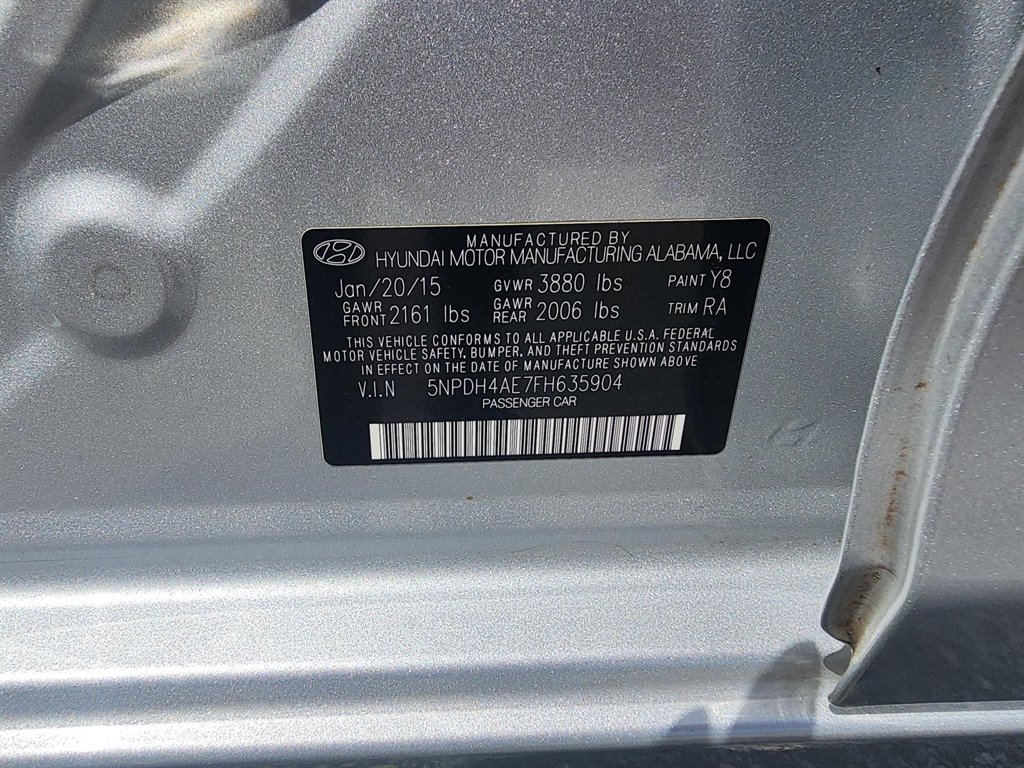 MANUFACTURED BY
HYUNDAI MOTOR MANUFACTURING ALABAMA, LLC
Jan/20/15 GVWR 3880 lbs PAINT Y8
GAWR FRONT 2161 lbs GAWR REAR 2006 lbs TRIM RA
THIS VEHICLE CONFORMS TO ALL APPLICABLE U.S.A. FEDERAL
MOTOR VEHICLE SAFETY, BUMPER, AND THEFT PREVENTION STANDARDS
IN EFFECT ON THE DATE OF MANUFACTURE SHOWN ABOVE
V.I.N 5NPDH4AE7FH635904
PASSENGER CAR